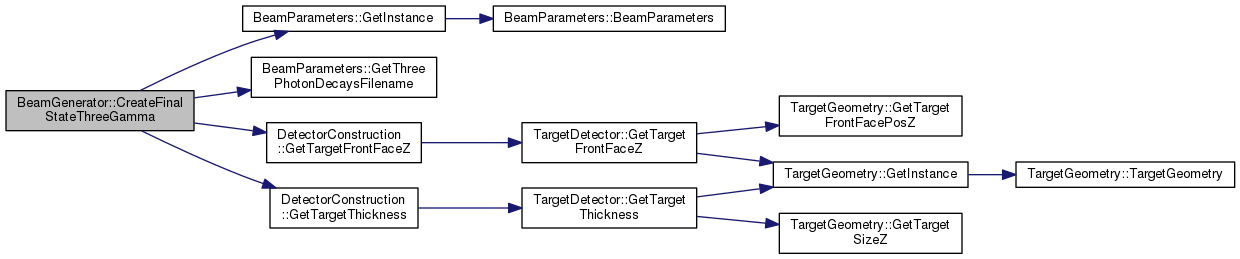 BeamParameters::GetInstance
BeamParameters::BeamParameters
BeamParameters::GetThree
PhotonDecaysFilename
BeamGenerator::CreateFinal
StateThreeGamma
DetectorConstruction
::GetTargetFrontFaceZ
TargetDetector::GetTarget
FrontFaceZ
TargetGeometry::GetTarget
FrontFacePosZ
TargetGeometry::GetInstance
TargetGeometry::TargetGeometry
DetectorConstruction
::GetTargetThickness
TargetDetector::GetTarget
Thickness
TargetGeometry::GetTarget
SizeZ